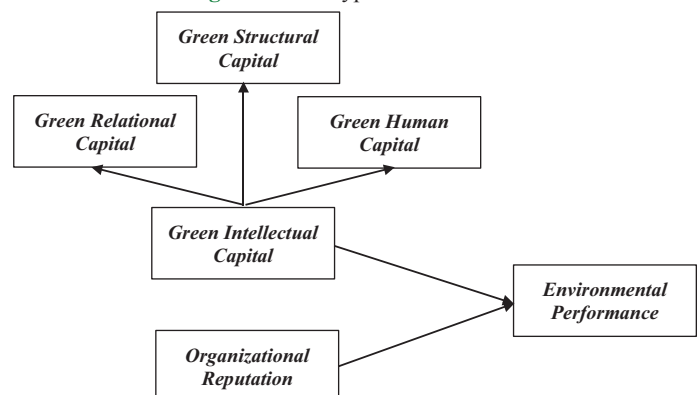 Green Structural
Capital
Green Relational
Capital
Green Human
Capital
Green Intellectual
Capital
Environmental
Performance
Organizational
Reputation